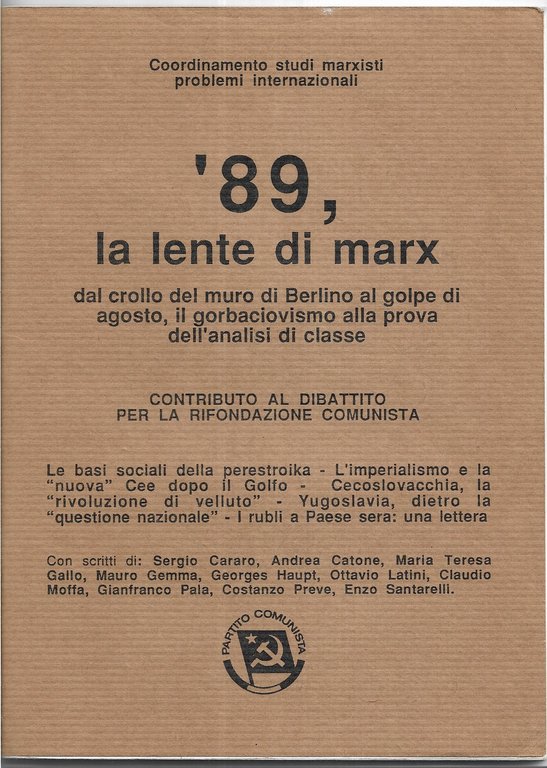 Coordinamento studi marxisti
problemi internazionali
'89,
la lente di marx
dal crollo del muro di Berlino al golpe di
agosto, il gorbaciovismo alla prova
dell'analisi di classe
CONTRIBUTO AL DIBATTITO
PER LA RIFONDAZIONE COMUNISTA
Le basi sociali della perestroika - L'imperialismo e la
“nuova” Cee dopo il Golfo - Cecoslovacchia, la
“rivoluzione di velluto” - Yugoslavia, dietro la
“questione nazionale” - I rubli a Paese sera: una lettera
Con scritti di: Sergio Cararo, Andrea Catone, Maria Teresa
Gallo, Mauro Gemma, Georges Haupt, Ottavio Latini, Claudio
Moffa, Gianfranco Pala, Costanzo Preve, Enzo Santarelli.
PARTITO COMUNISTA